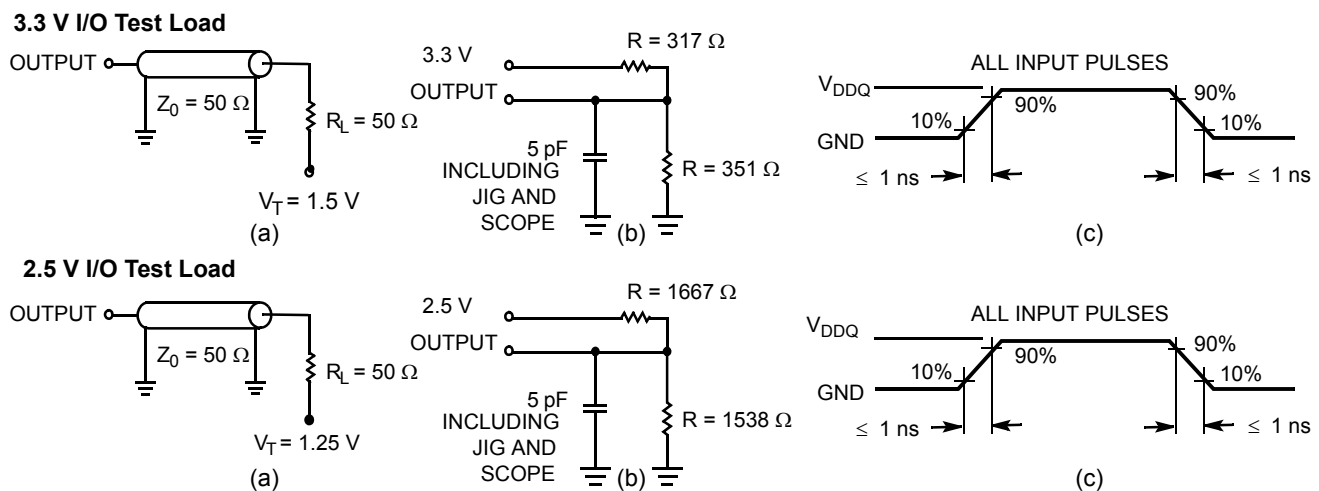 3.3 V I/O Test Load
OUTPUT
Z0 = 50 Ω
RL = 50 Ω
VT = 1.5 V
(a)
3.3 V
R = 317 Ω
OUTPUT
5 pF
INCLUDING
JIG AND
SCOPE
R = 351 Ω
(b)
ALL INPUT PULSES
VDDQ
GND
10%
90%
90%
10%
≤ 1 ns
≤ 1 ns
(c)
2.5 V I/O Test Load
OUTPUT
Z0 = 50 Ω
RL = 50 Ω
VT = 1.25 V
(a)
2.5 V
R = 1667 Ω
OUTPUT
5 pF
INCLUDING
JIG AND
SCOPE
R = 1538 Ω
(b)
ALL INPUT PULSES
VDDQ
GND
10%
90%
90%
10%
≤ 1 ns
≤ 1 ns
(c)